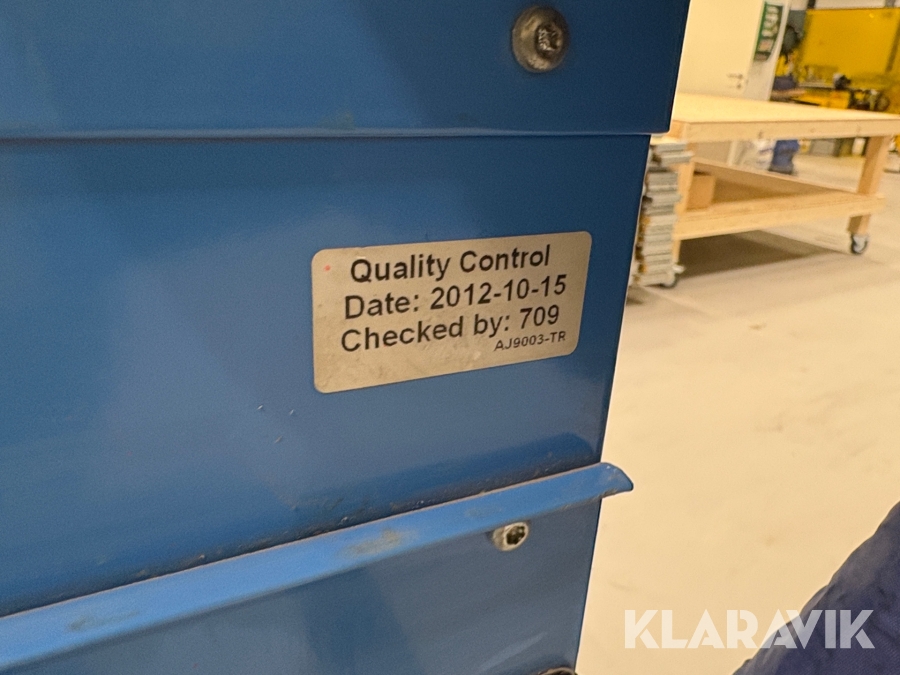 Quality Control
Date: 2012-10-15
Checked by: 709
AJ9003-TR
KLARAVIK